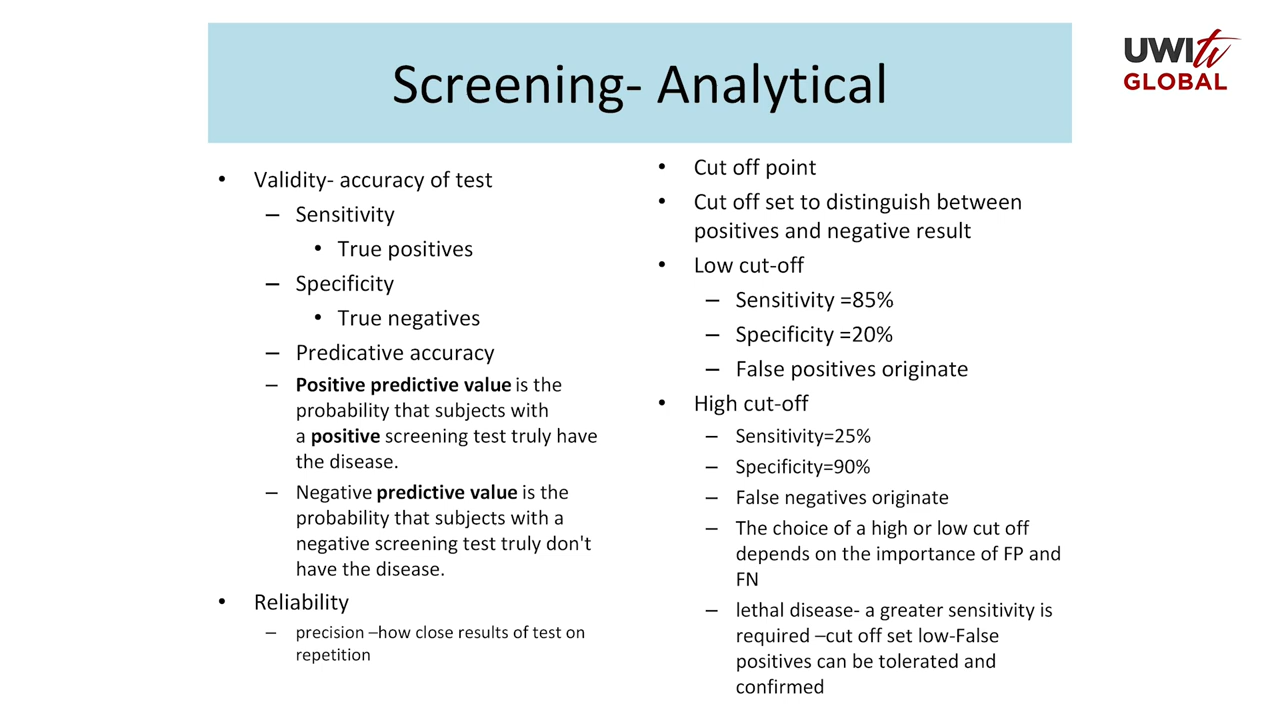 Screening- Analytical
UWI tv
GLOBAL
• Validity- accuracy of test
– Sensitivity
• True positives
– Specificity
• True negatives
– Predicative accuracy
– Positive predictive value is the
probability that subjects with
a positive screening test truly have
the disease.
– Negative predictive value is the
probability that subjects with a
negative screening test truly don't
have the disease.
• Reliability
– precision –how close results of test on
repetition
• Cut off point
• Cut off set to distinguish between
positives and negative result
• Low cut-off
– Sensitivity =85%
– Specificity =20%
– False positives originate
• High cut-off
– Sensitivity=25%
– Specificity=90%
– False negatives originate
– The choice of a high or low cut off
depends on the importance of FP and
FN
– lethal disease- a greater sensitivity is
required –cut off set low-False
positives can be tolerated and
confirmed